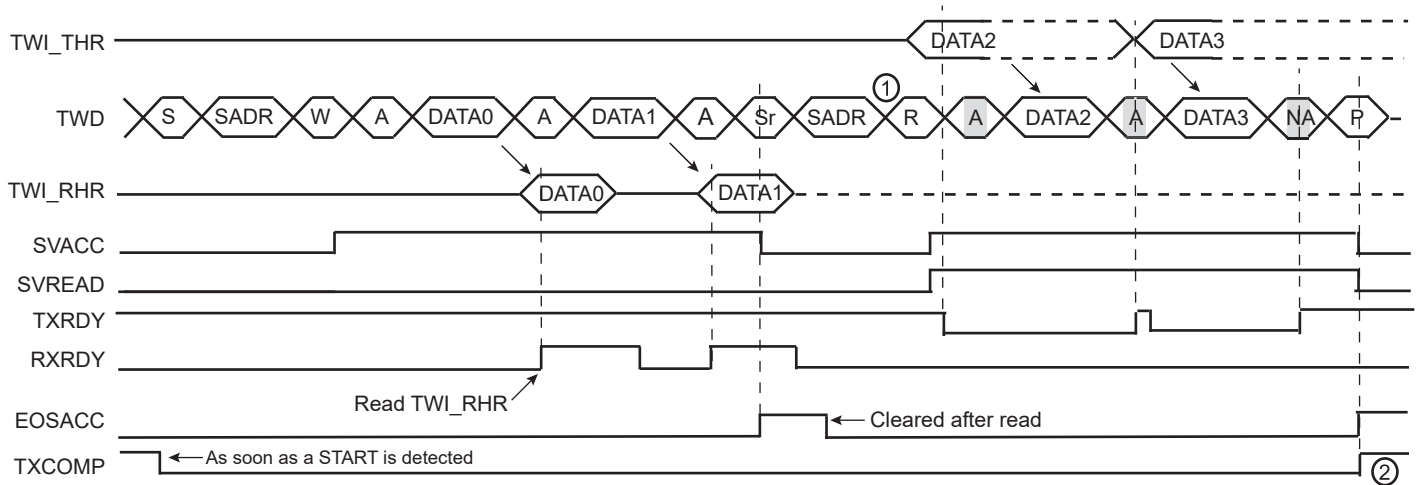 TWI_THR DATA2 DATA3
①
TWD S SADR W A DATA0 A DATA1 A Sr SADR R A DATA2 A DATA3 NA P
TWI_RHR DATA0 DATA1
SVACC
SVREAD
TXRDY
RXRDY
Read TWI_RHR
EOSACC Cleared after read
As soon as a START is detected
TXCOMP ②